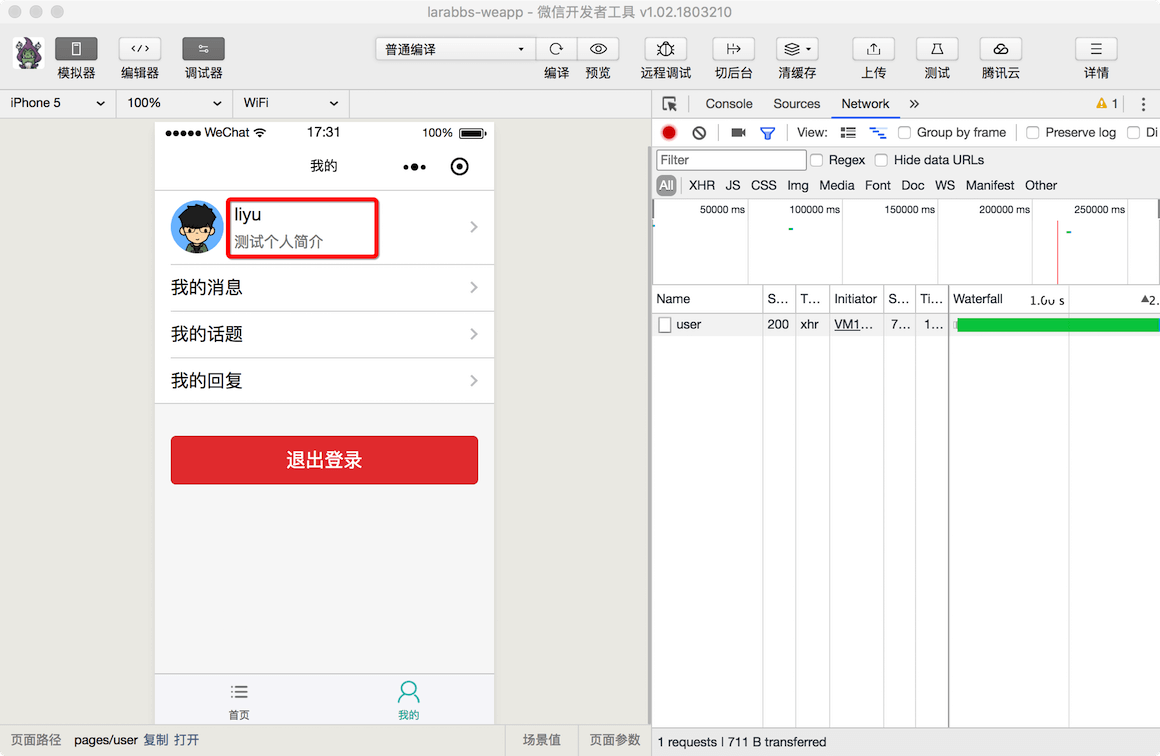 larabbs-weapp - 微信开发者工具 v1.02.1803210
模拟器 编辑器 调试器 普通编译 编译 预览 远程调试 切后台 清缓存 上传 测试 腾讯云 详情
iPhone 5 100% WiFi
WeChat 17:31 100%
我的
liyu
测试个人简介
我的消息
我的话题
我的回复
退出登录
首页 我的
页面路径 pages/user 复制 打开 场景值 页面参数
Console Sources Network » 1
View: Group by frame Preserve log Di
Filter Regex Hide data URLs
All XHR JS CSS Img Media Font Doc WS Manifest Other
50000 ms 100000 ms 150000 ms 200000 ms 250000 ms
Name S... T... Initiator S... Ti... Waterfall 1.00 s 2.
user 200 xhr VM1... 7... 1...
1 requests | 711 B transferred